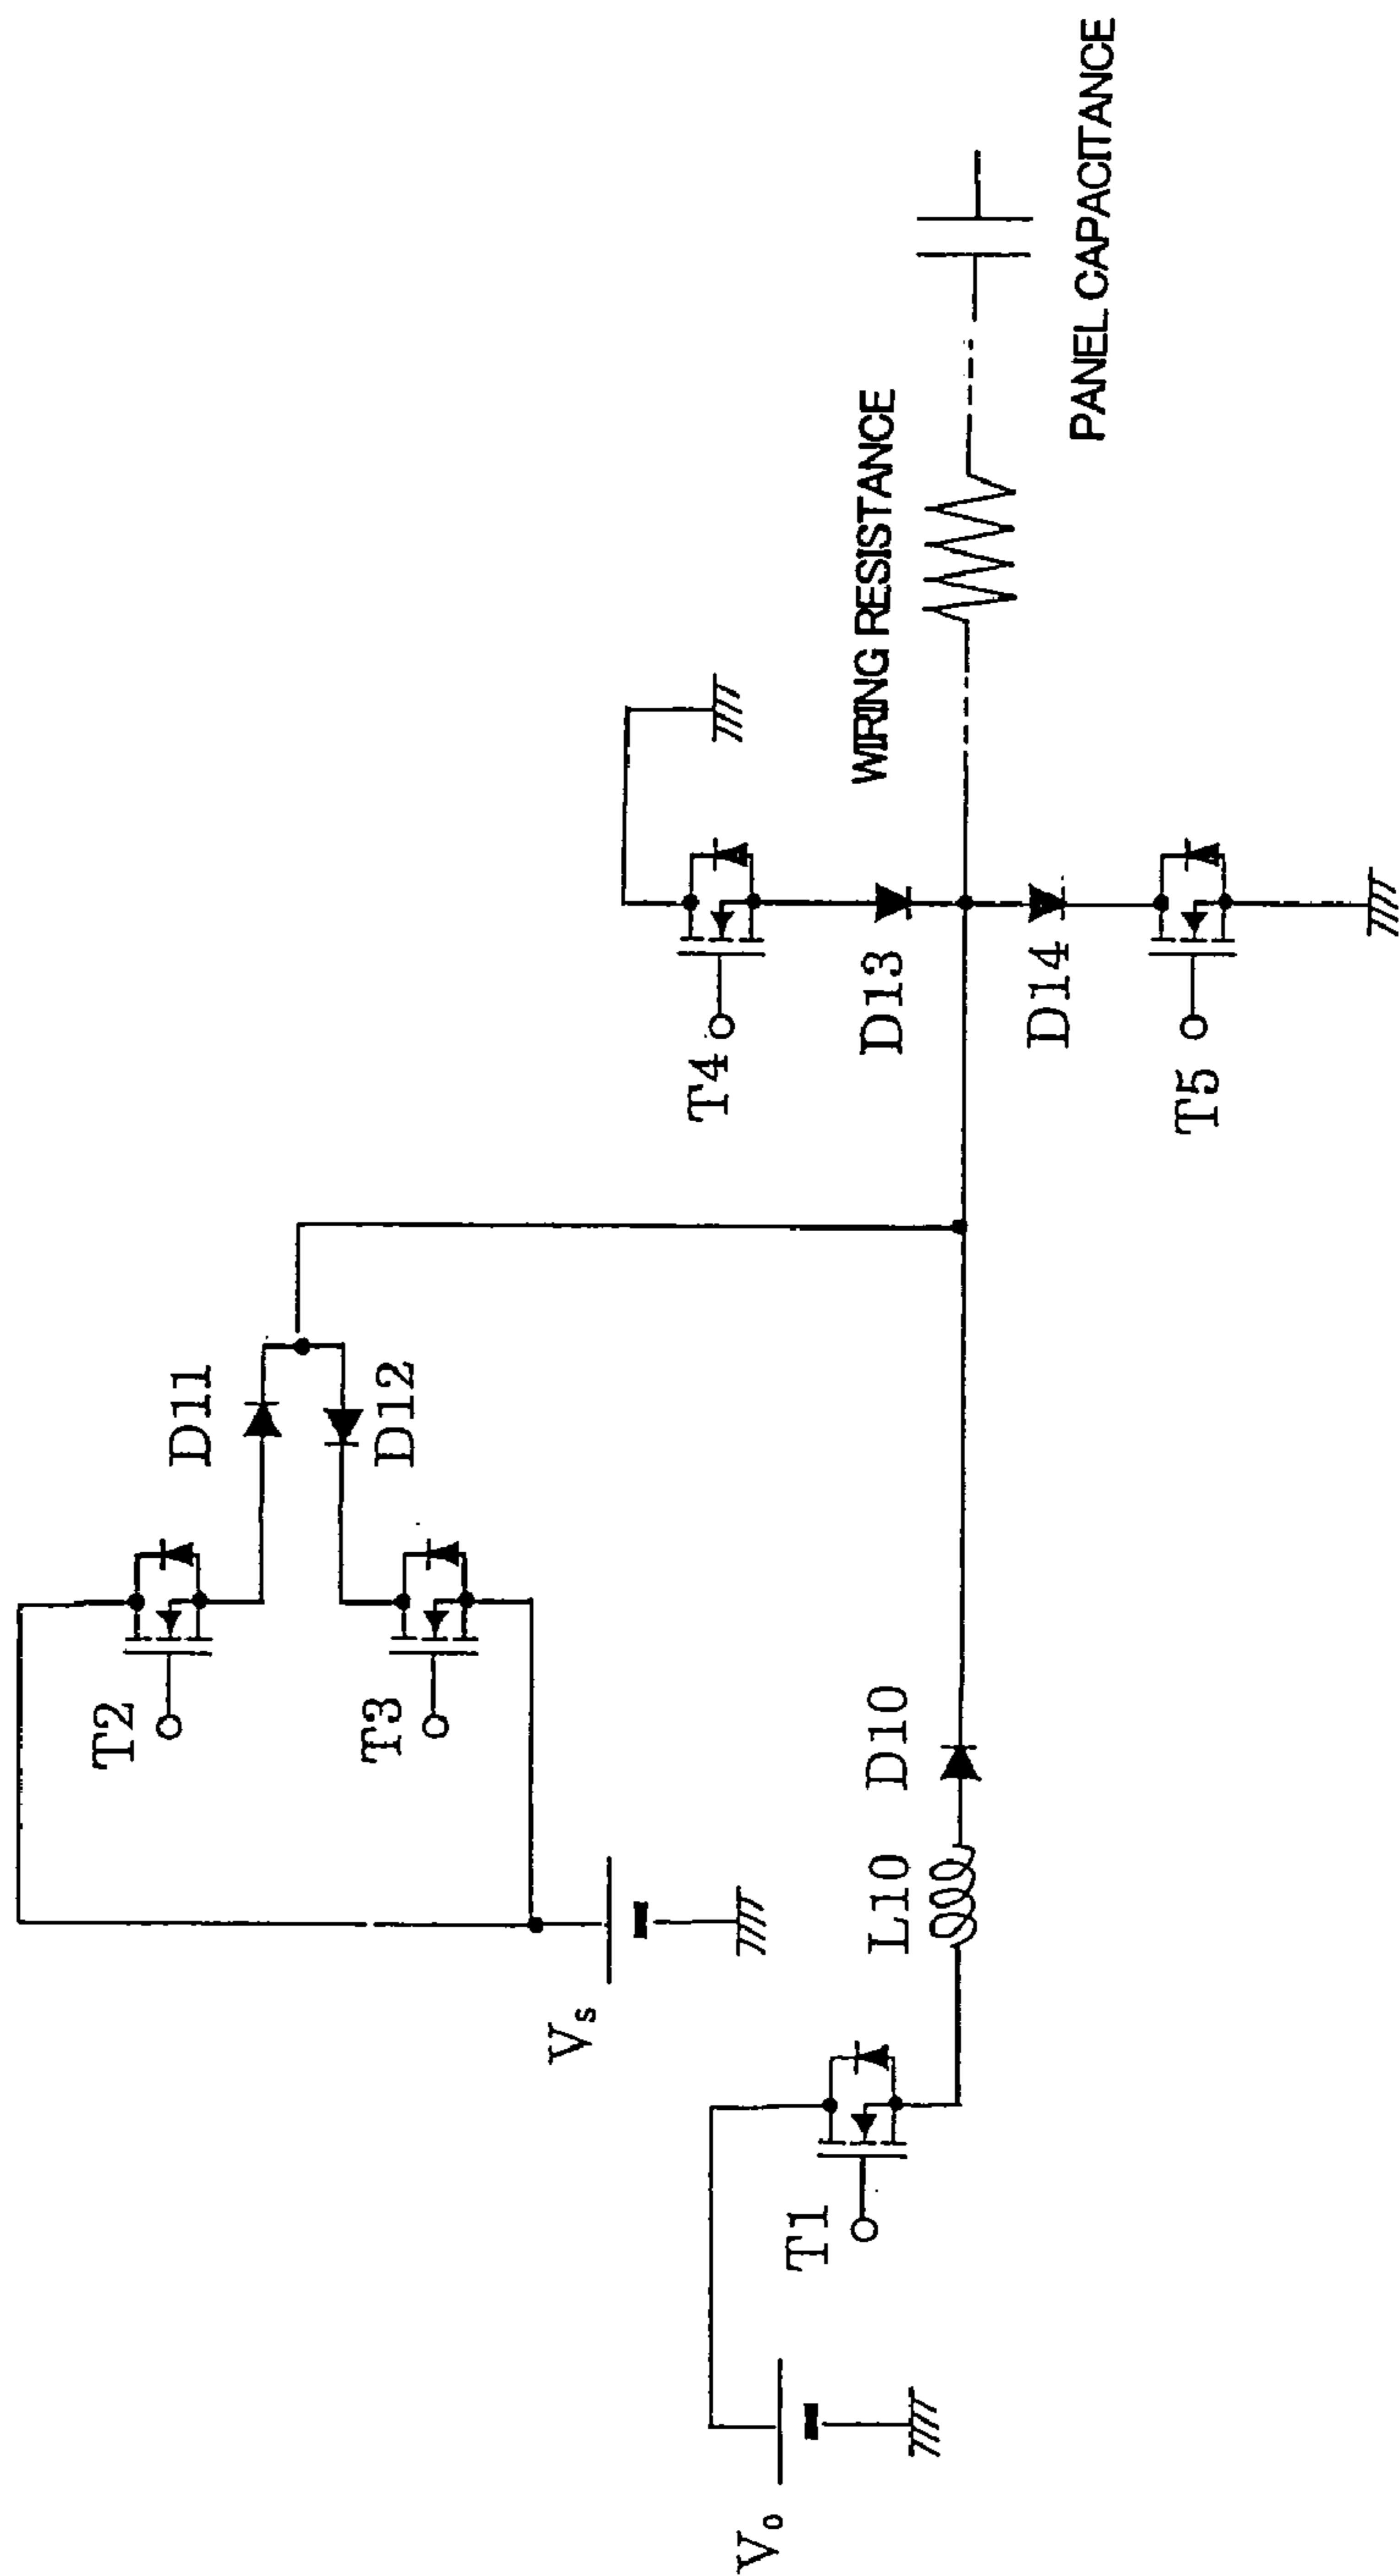 T2
D11
T3
D12
Vs
T4
D13
WIRING RESISTANCE
V0
T1
L10
D10
D14
T5
PANEL CAPACITANCE